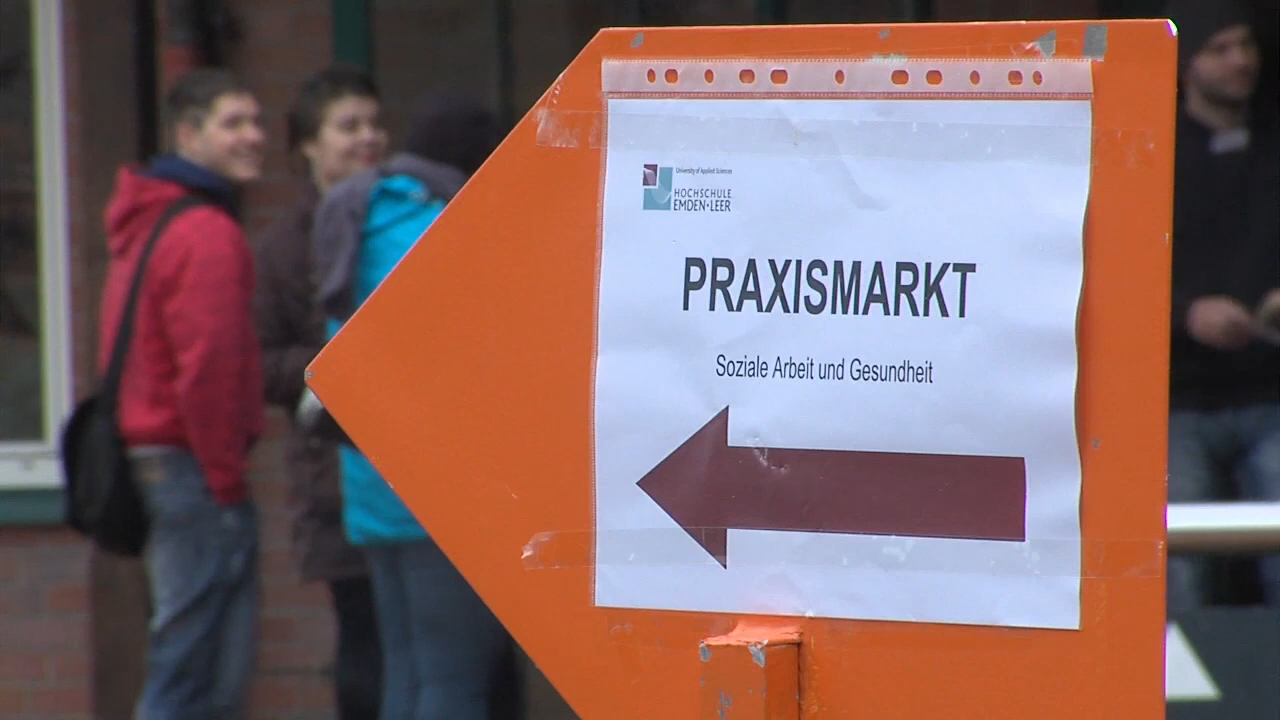 University of Applied Sciences
HOCHSCHULE
EMDEN•LEER
PRAXISMARKT
Soziale Arbeit und Gesundheit